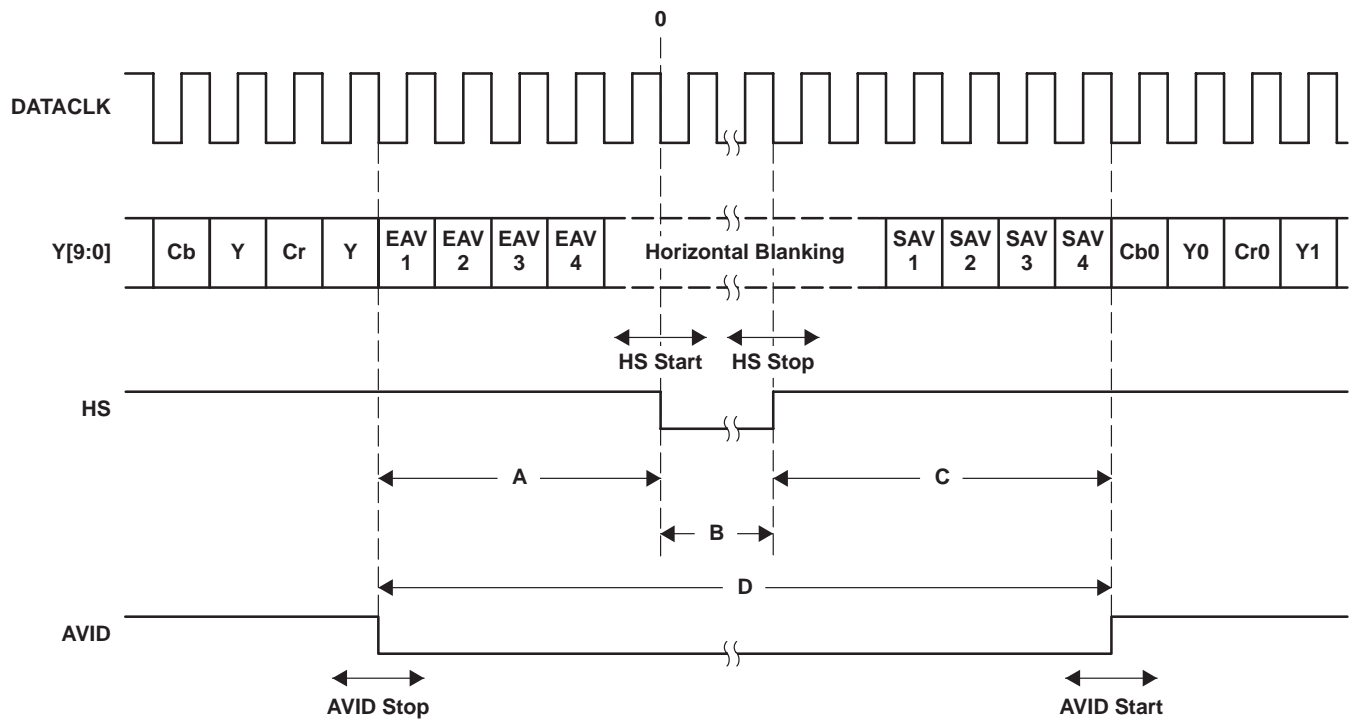 0
DATACLK
Y[9:0]
Cb Y Cr Y EAV 1 EAV 2 EAV 3 EAV 4 Horizontal Blanking SAV 1 SAV 2 SAV 3 SAV 4 Cb0 Y0 Cr0 Y1
HS Start HS Stop
HS
A C
B
D
AVID
AVID Stop AVID Start